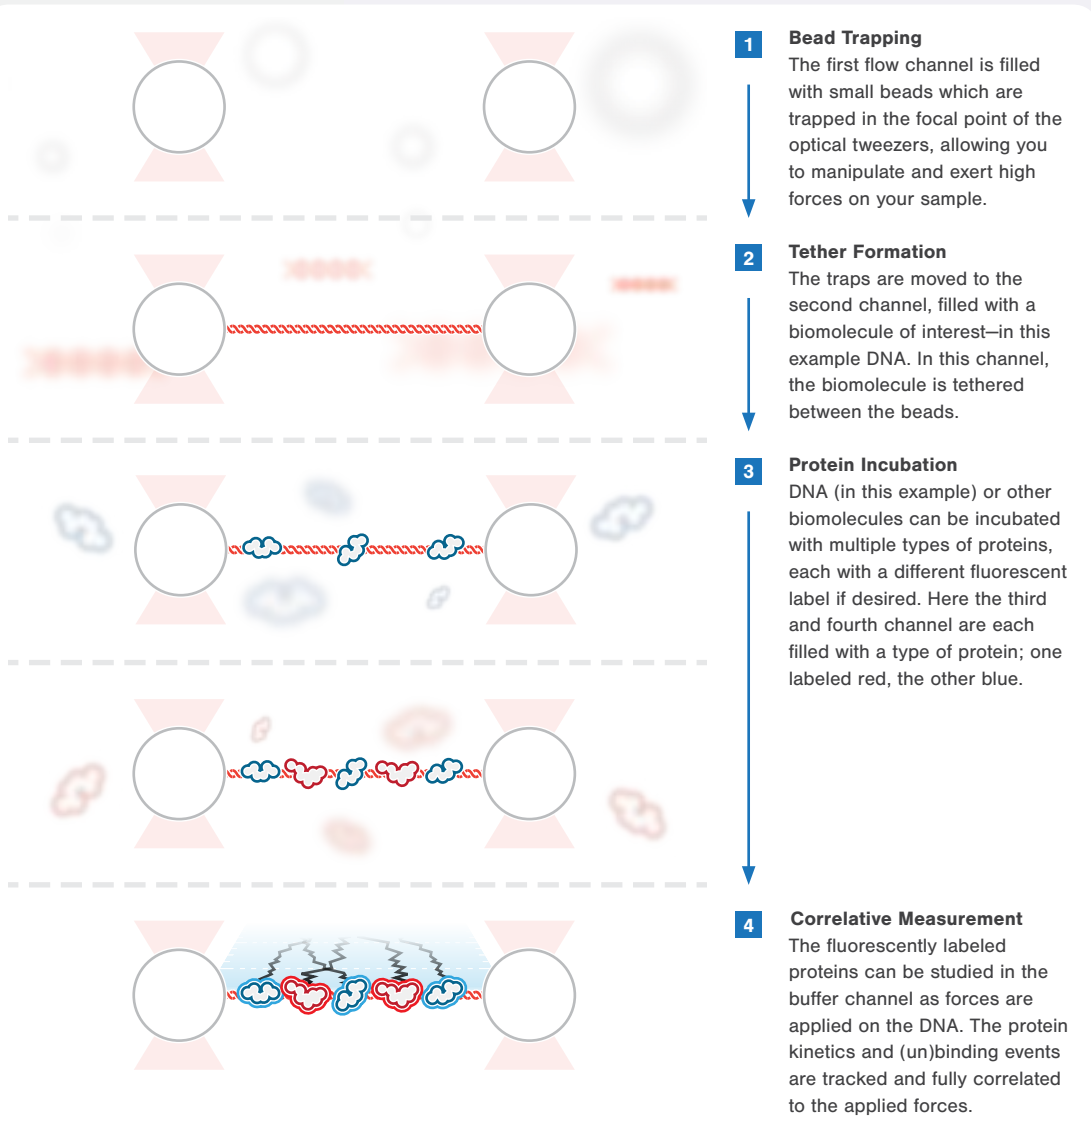 1
Bead Trapping
The first flow channel is filled
with small beads which are
trapped in the focal point of the
optical tweezers, allowing you
to manipulate and exert high
forces on your sample.
2
Tether Formation
The traps are moved to the
second channel, filled with a
biomolecule of interest—in this
example DNA. In this channel,
the biomolecule is tethered
between the beads.
3
Protein Incubation
DNA (in this example) or other
biomolecules can be incubated
with multiple types of proteins,
each with a different fluorescent
label if desired. Here the third
and fourth channel are each
filled with a type of protein; one
labeled red, the other blue.
4
Correlative Measurement
The fluorescently labeled
proteins can be studied in the
buffer channel as forces are
applied on the DNA. The protein
kinetics and (un)binding events
are tracked and fully correlated
to the applied forces.